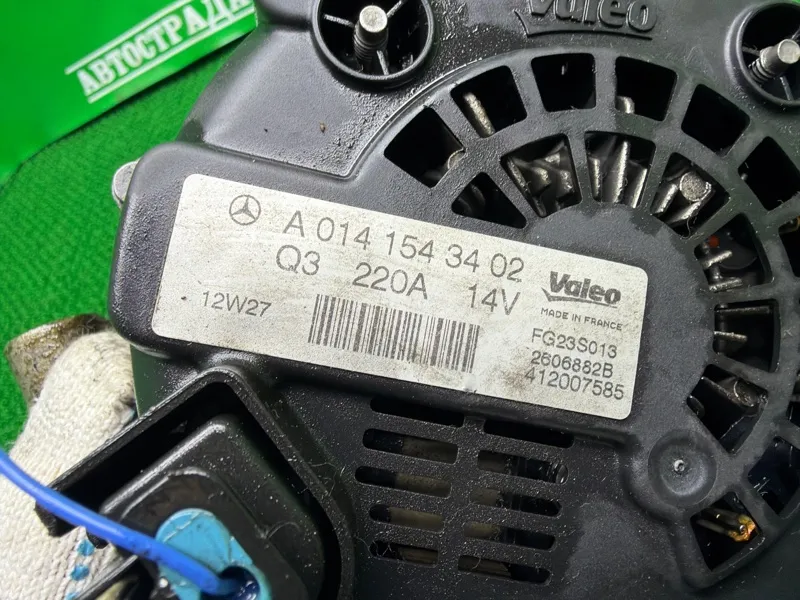 АВТОСТРАДА
Valeo
A 014 154 34 02
Q3 220A 14V
Valeo
MADE IN FRANCE
12W27
FG23S013
2606882B
412007585